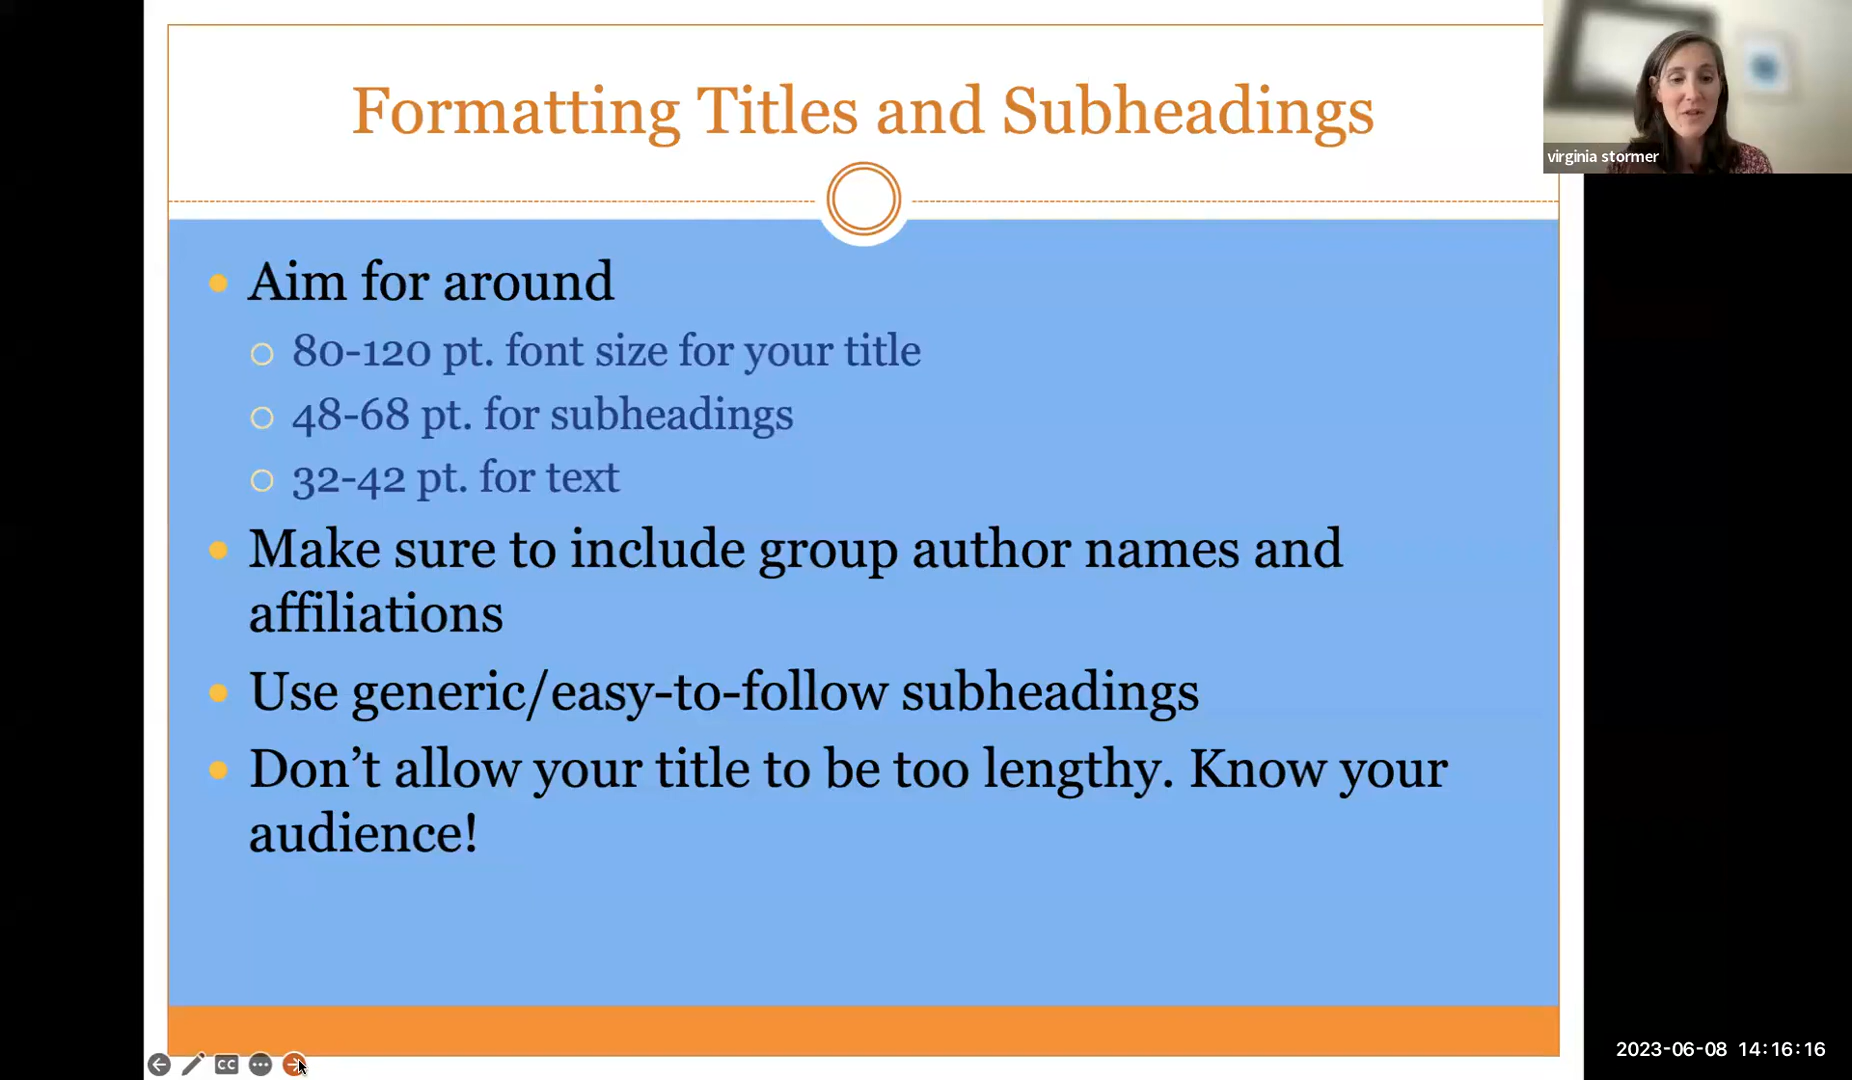 Formatting Titles and Subheadings
virginia stormer
Aim for around
80-120 pt. font size for your title
48-68 pt. for subheadings
32-42 pt. for text
Make sure to include group author names and
affiliations
Use generic/easy-to-follow subheadings
Don’t allow your title to be too lengthy. Know your
audience!
CC
2023-06-08 14:16:16